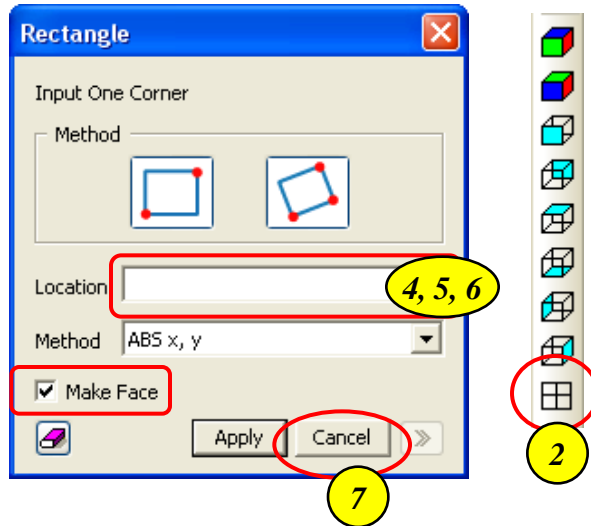 Rectangle
Input One Corner
Method
Location
4, 5, 6
Method ABS x, y
Make Face
Apply Cancel
2
7